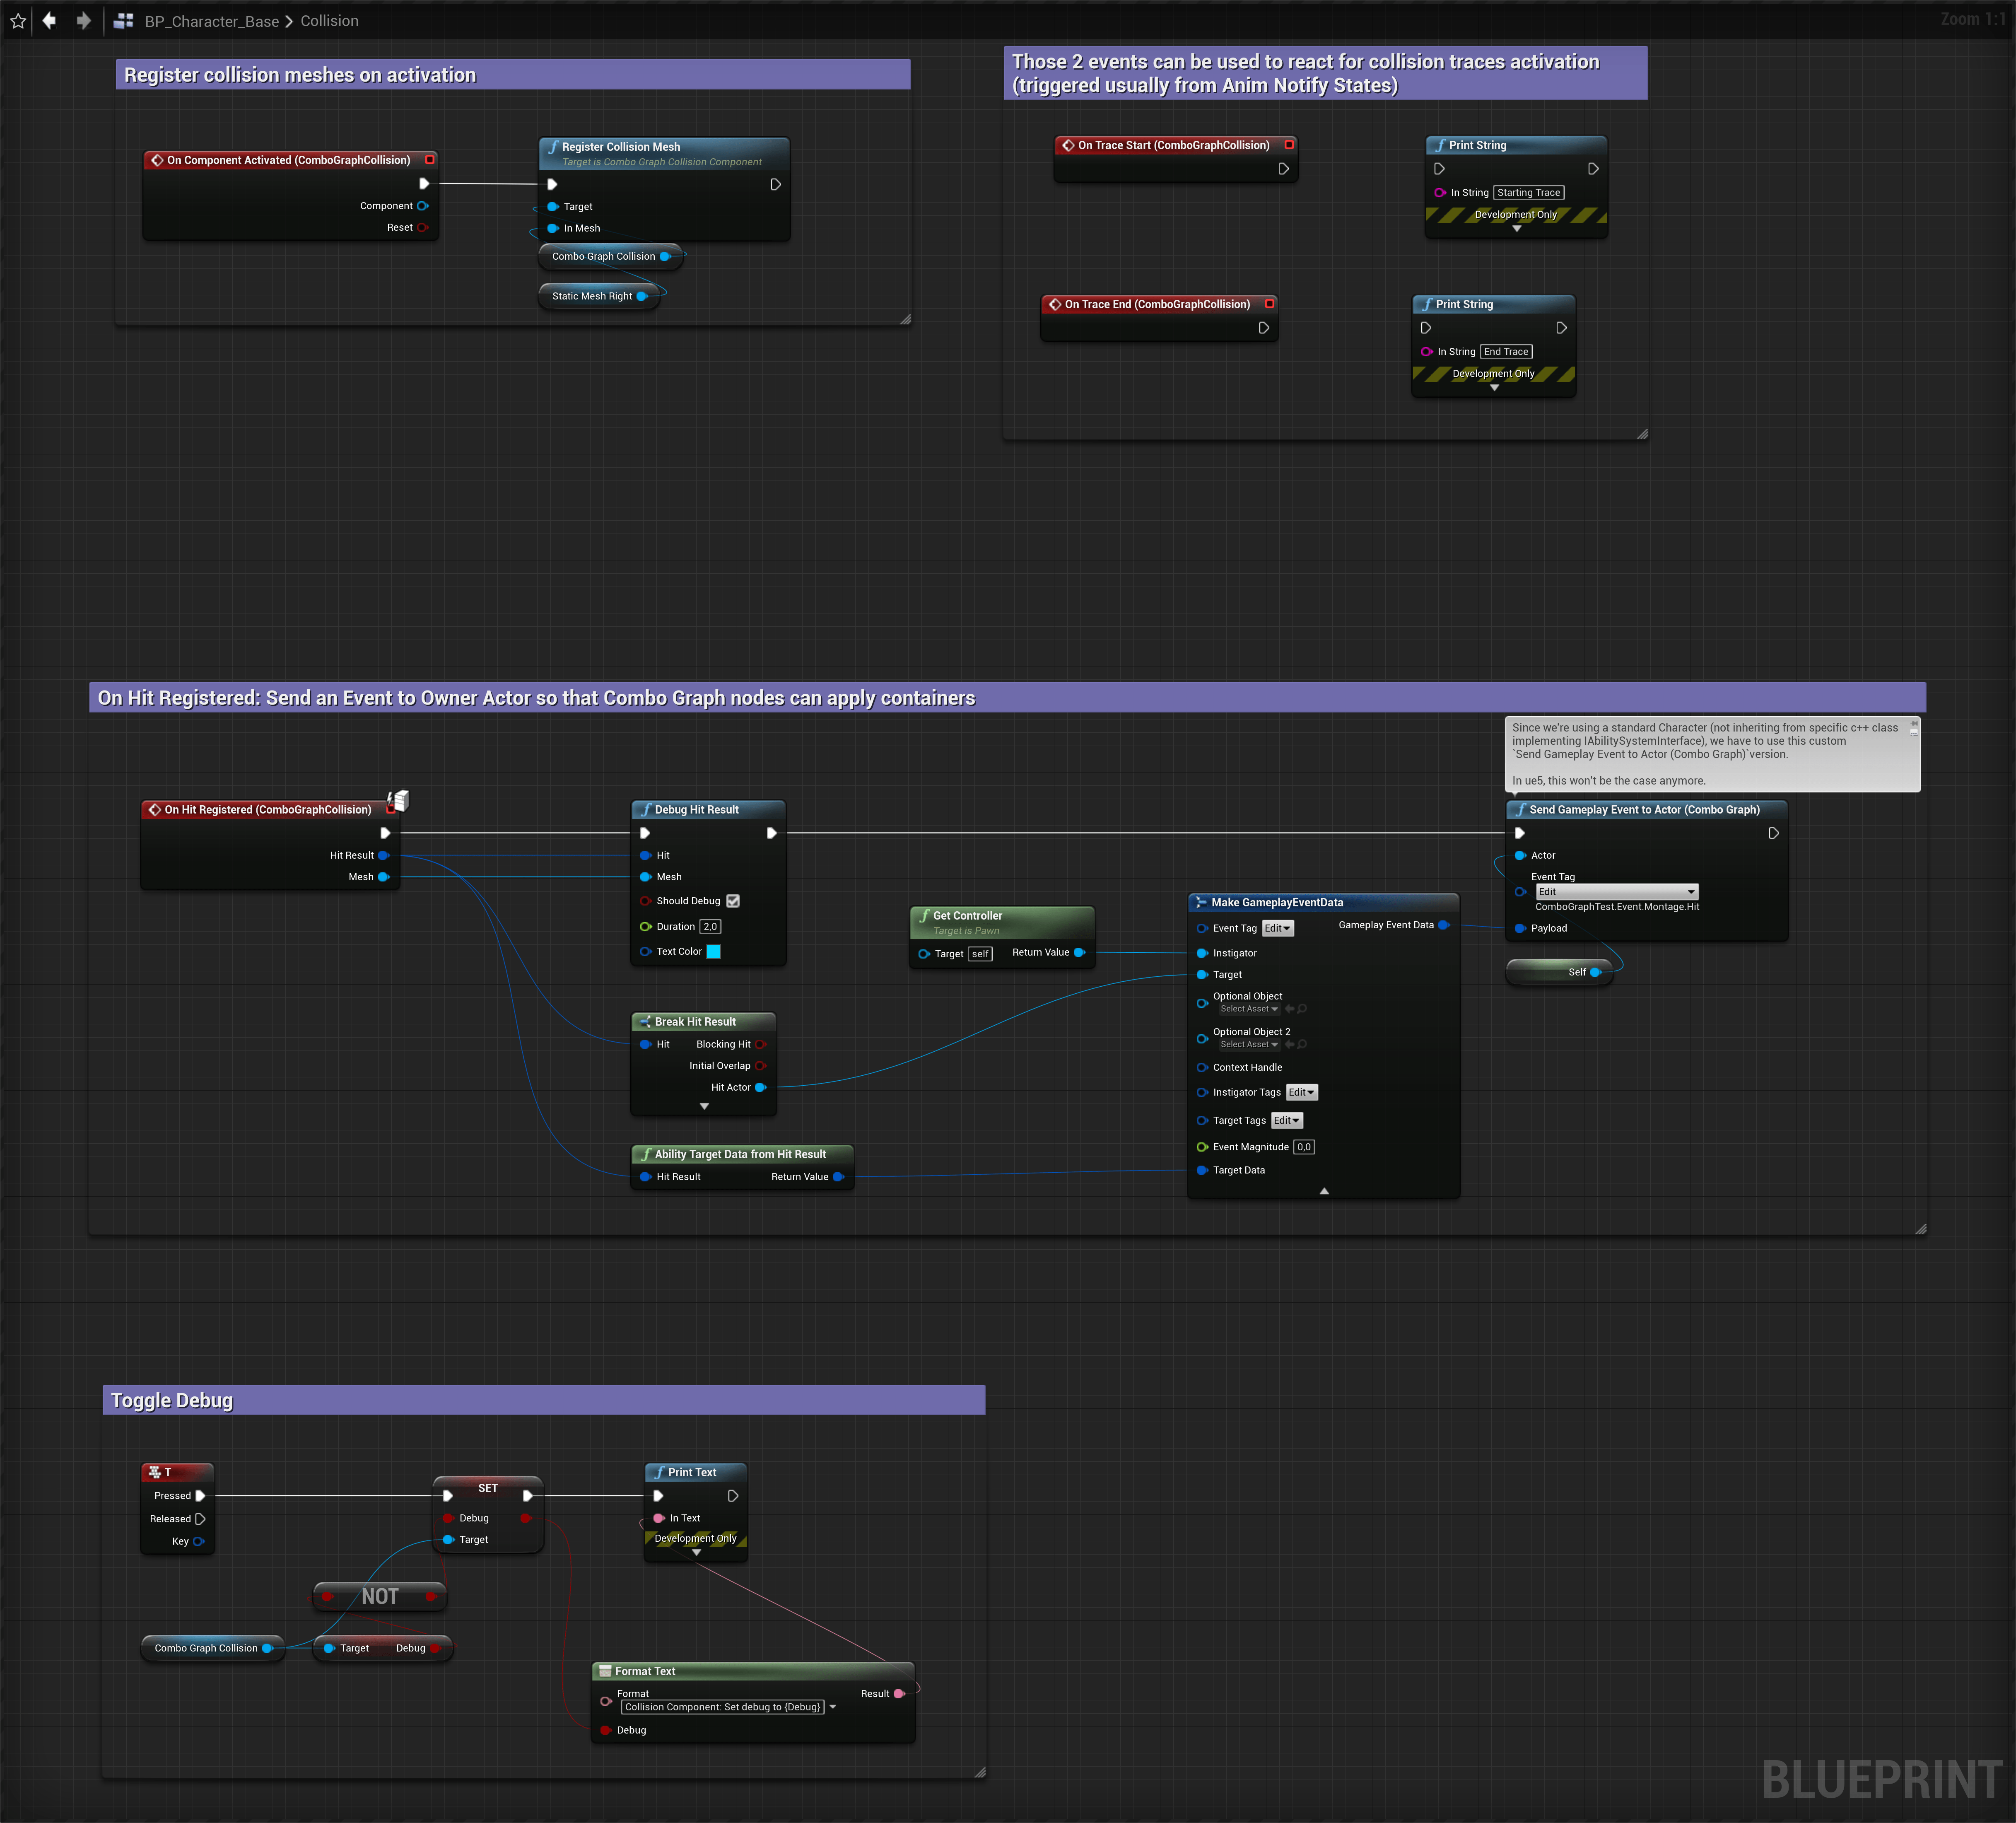 BP_Character_Base > Collision
Zoom 1:1
Register collision meshes on activation
On Component Activated (ComboGraphCollision)
Component
Reset
Register Collision Mesh
Target is Combo Graph Collision Component
Target
In Mesh
Combo Graph Collision
Static Mesh Right
Those 2 events can be used to react for collision traces activation
(triggered usually from Anim Notify States)
On Trace Start (ComboGraphCollision)
Print String
In String Starting Trace
Development Only
On Trace End (ComboGraphCollision)
Print String
In String End Trace
Development Only
On Hit Registered: Send an Event to Owner Actor so that Combo Graph nodes can apply containers
Since we're using a standard Character (not inheriting from specific c++ class
implementing IAbilitySystemInterface), we have to use this custom
`Send Gameplay Event to Actor (Combo Graph)`version.
In ue5, this won't be the case anymore.
On Hit Registered (ComboGraphCollision)
Hit Result
Mesh
Debug Hit Result
Hit
Mesh
Should Debug
Duration 2,0
Text Color
Break Hit Result
Hit Blocking Hit
Initial Overlap
Hit Actor
Ability Target Data from Hit Result
Hit Result Return Value
Get Controller
Target is Pawn
Target self Return Value
Make GameplayEventData
Event Tag Edit Gameplay Event Data
Instigator
Target
Optional Object
Select Asset
Optional Object 2
Select Asset
Context Handle
Instigator Tags Edit
Target Tags Edit
Event Magnitude 0,0
Target Data
Send Gameplay Event to Actor (Combo Graph)
Actor
Event Tag
Edit
ComboGraphTest.Event.Montage.Hit
Payload
Self
Toggle Debug
T
Pressed
Released
Key
SET
Debug
Target
Print Text
In Text
Development Only
NOT
Combo Graph Collision
Target Debug
Format Text
Format Result
Collision Component: Set debug to {Debug}
Debug
BLUEPRINT